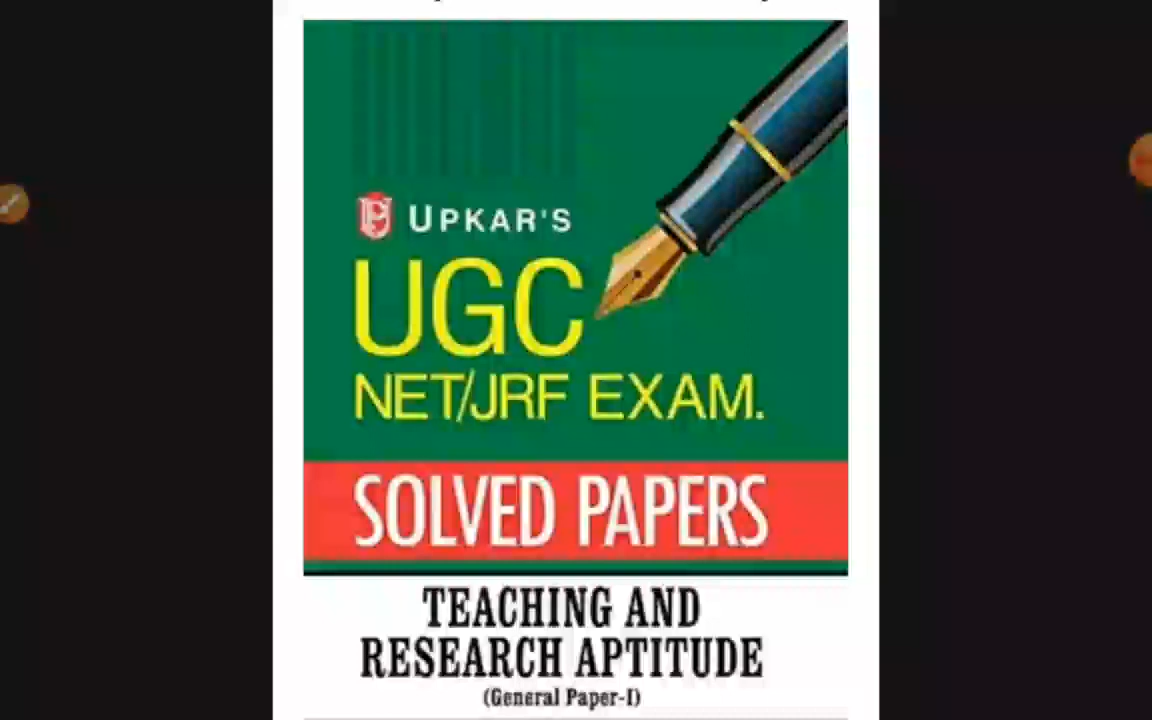 UPKAR'S
UGC
NET/JRF EXAM.
SOLVED PAPERS
TEACHING AND
RESEARCH APTITUDE
(General Paper-I)